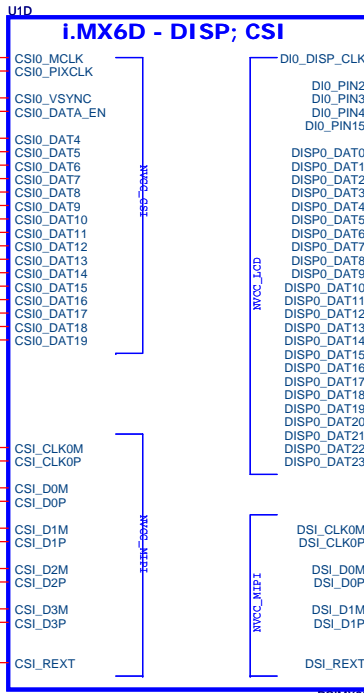 U1D
i.MX6D - DISP; CSI
CSI0_MCLK
CSI0_PIXCLK
CSI0_VSYNC
CSI0_DATA_EN
CSI0_DAT4
CSI0_DAT5
CSI0_DAT6
CSI0_DAT7
CSI0_DAT8
CSI0_DAT9
CSI0_DAT10
CSI0_DAT11
CSI0_DAT12
CSI0_DAT13
CSI0_DAT14
CSI0_DAT15
CSI0_DAT16
CSI0_DAT17
CSI0_DAT18
CSI0_DAT19
NVCC_CSI
CSI_CLK0M
CSI_CLK0P
CSI_D0M
CSI_D0P
CSI_D1M
CSI_D1P
CSI_D2M
CSI_D2P
CSI_D3M
CSI_D3P
CSI_REXT
NVCC_MIPI
DI0_DISP_CLK
DI0_PIN2
DI0_PIN3
DI0_PIN4
DI0_PIN15
DISP0_DAT0
DISP0_DAT1
DISP0_DAT2
DISP0_DAT3
DISP0_DAT4
DISP0_DAT5
DISP0_DAT6
DISP0_DAT7
DISP0_DAT8
DISP0_DAT9
DISP0_DAT10
DISP0_DAT11
DISP0_DAT12
DISP0_DAT13
DISP0_DAT14
DISP0_DAT15
DISP0_DAT16
DISP0_DAT17
DISP0_DAT18
DISP0_DAT19
DISP0_DAT20
DISP0_DAT21
DISP0_DAT22
DISP0_DAT23
NVCC_LCD
DSI_CLK0M
DSI_CLK0P
DSI_D0M
DSI_D0P
DSI_D1M
DSI_D1P
DSI_REXT
NVCC_MIPI